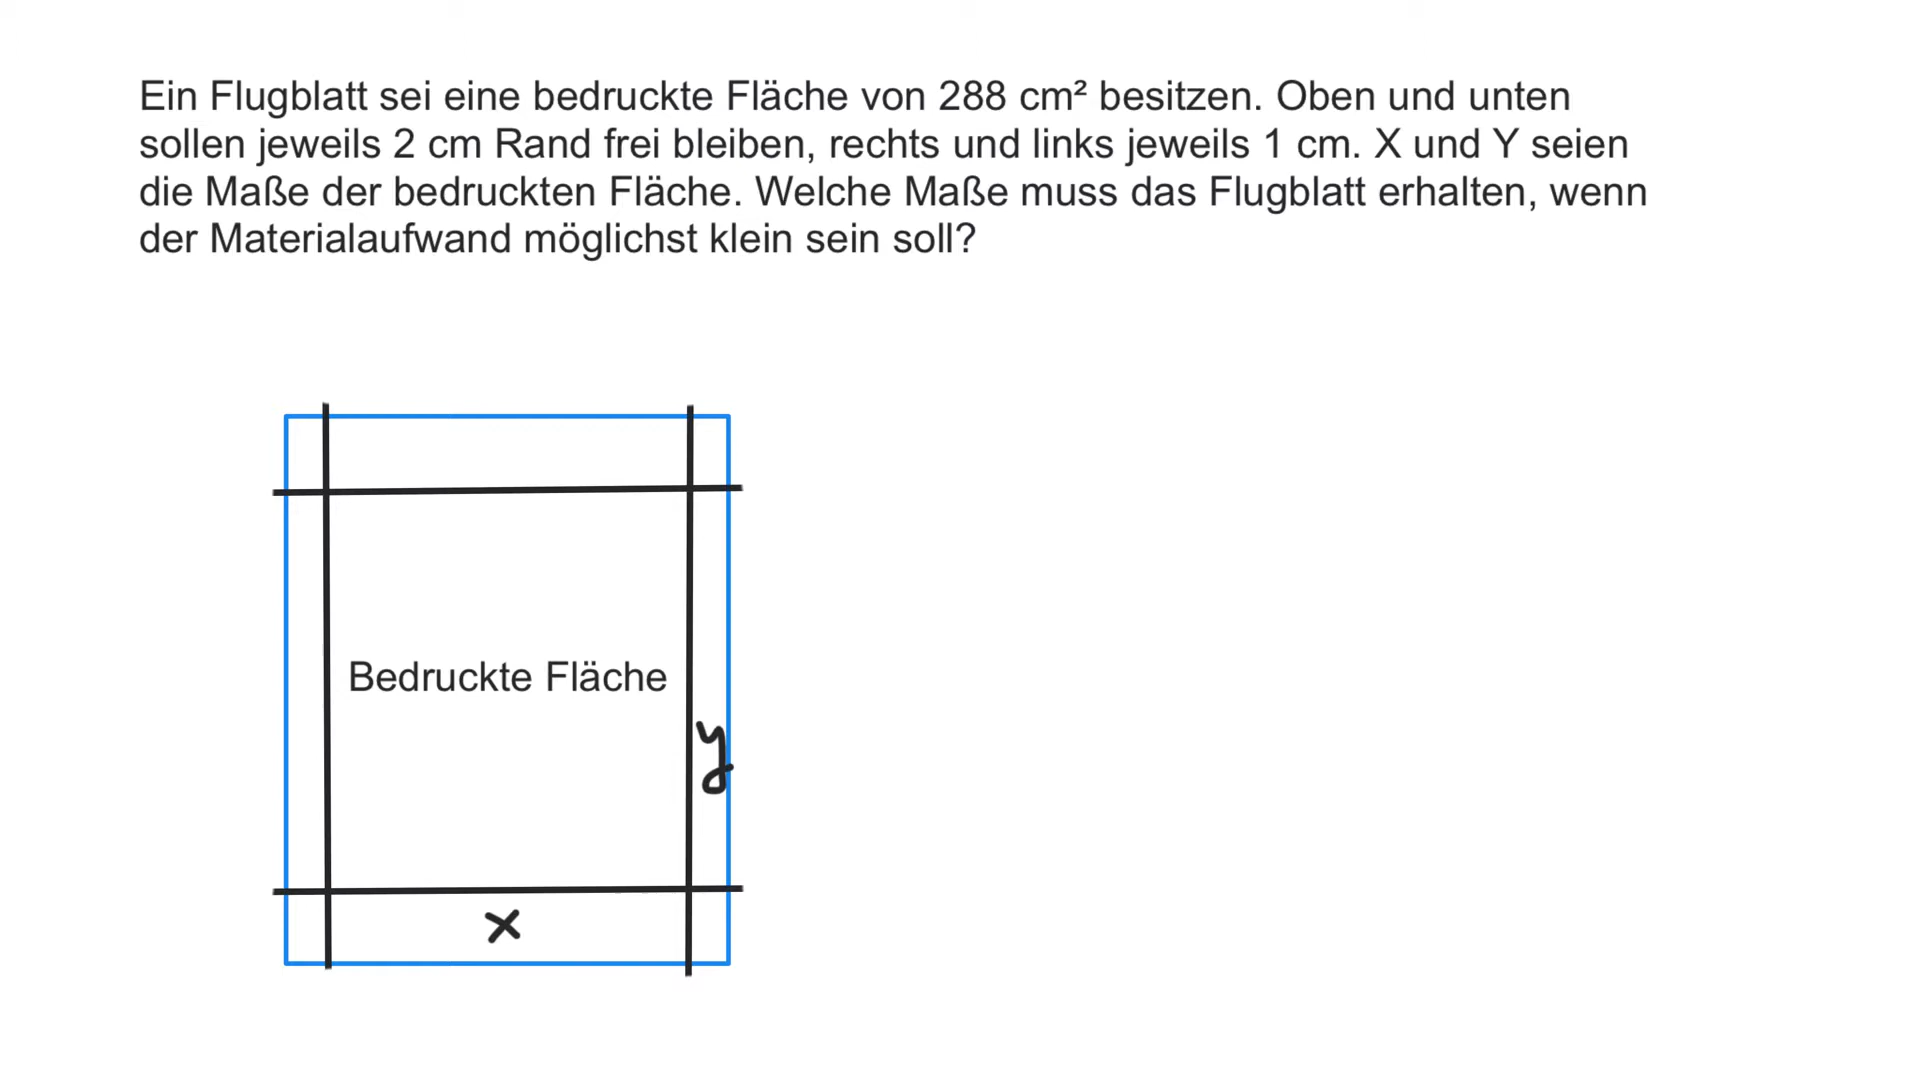 Ein Flugblatt sei eine bedruckte Fläche von 288 cm² besitzen. Oben und unten
sollen jeweils 2 cm Rand frei bleiben, rechts und links jeweils 1 cm. X und Y seien
die Maße der bedruckten Fläche. Welche Maße muss das Flugblatt erhalten, wenn
der Materialaufwand möglichst klein sein soll?
Bedruckte Fläche
y
x